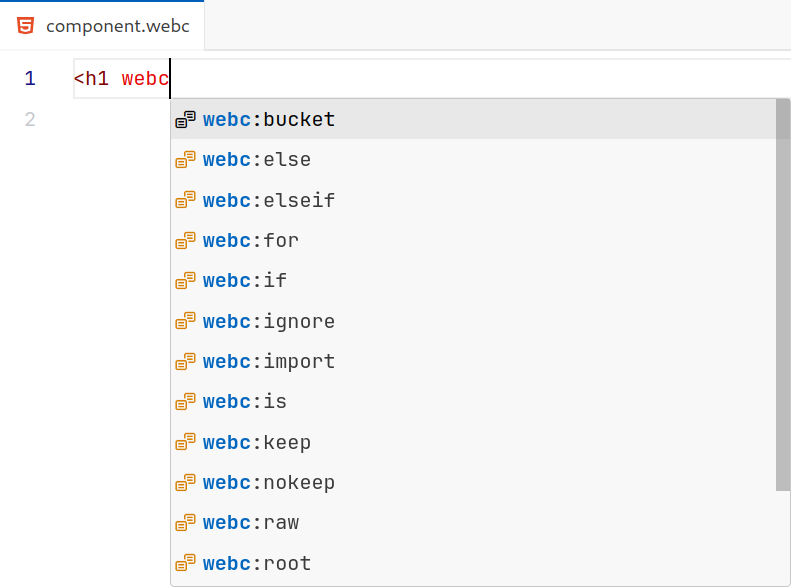 component.webc
1 <h1 webc
2
webc:bucket
webc:else
webc:elseif
webc:for
webc:if
webc:ignore
webc:import
webc:is
webc:keep
webc:nokeep
webc:raw
webc:root